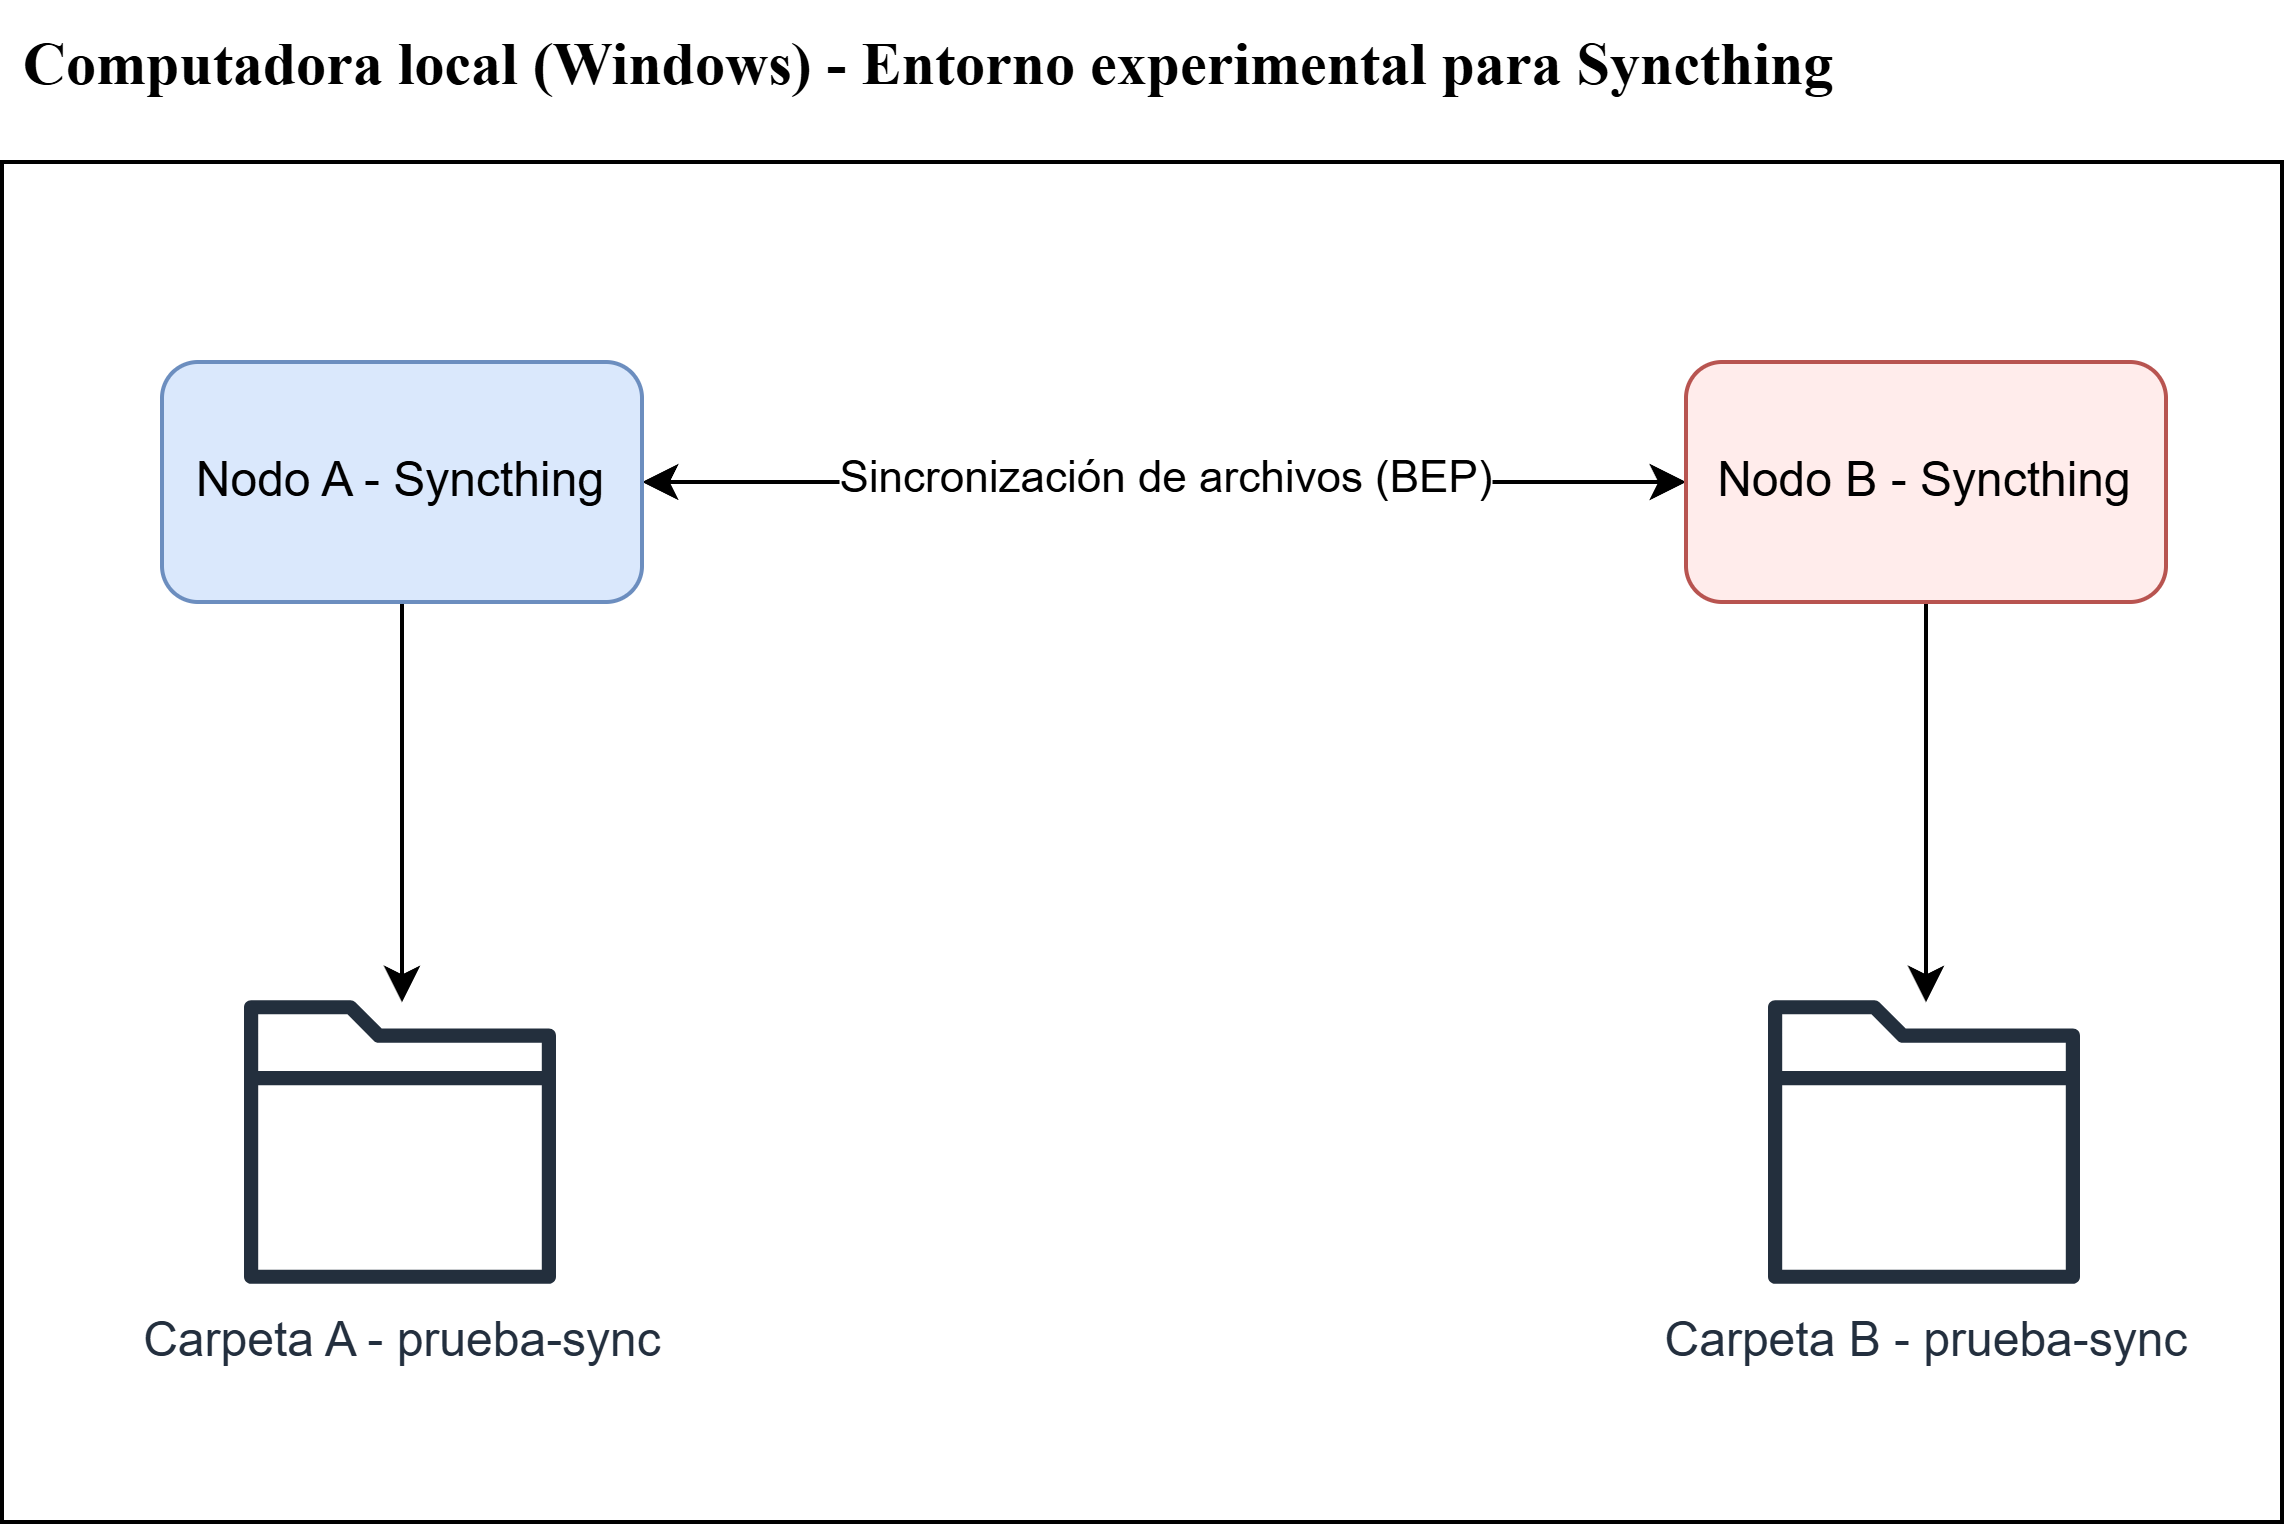 Computadora local (Windows) - Entorno experimental para Syncthing
Nodo A - Syncthing
Sincronización de archivos (BEP)
Nodo B - Syncthing
Carpeta A - prueba-sync
Carpeta B - prueba-sync